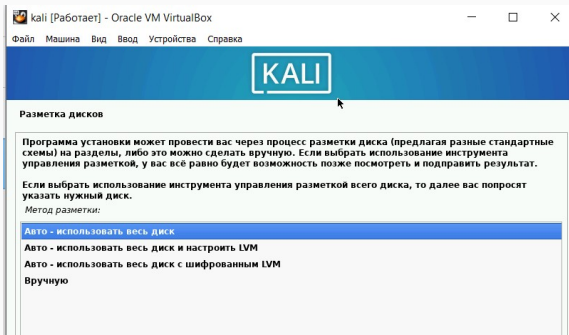 kali [Работает] - Oracle VM VirtualBox
Файл Машина Вид Ввод Устройства Справка
KALI
Разметка дисков
Программа установки может провести вас через процесс разметки диска (предлагая разные стандартные
схемы) на разделы, либо это можно сделать вручную. Если выбрать использование инструмента
управления разметкой, у вас всё равно будет возможность позже посмотреть и подправить результат.
Если выбрать использование инструмента управления разметкой всего диска, то далее вас попросят
указать нужный диск.
Метод разметки:
Авто - использовать весь диск
Авто - использовать весь диск и настроить LVM
Авто - использовать весь диск с шифрованным LVM
Вручную